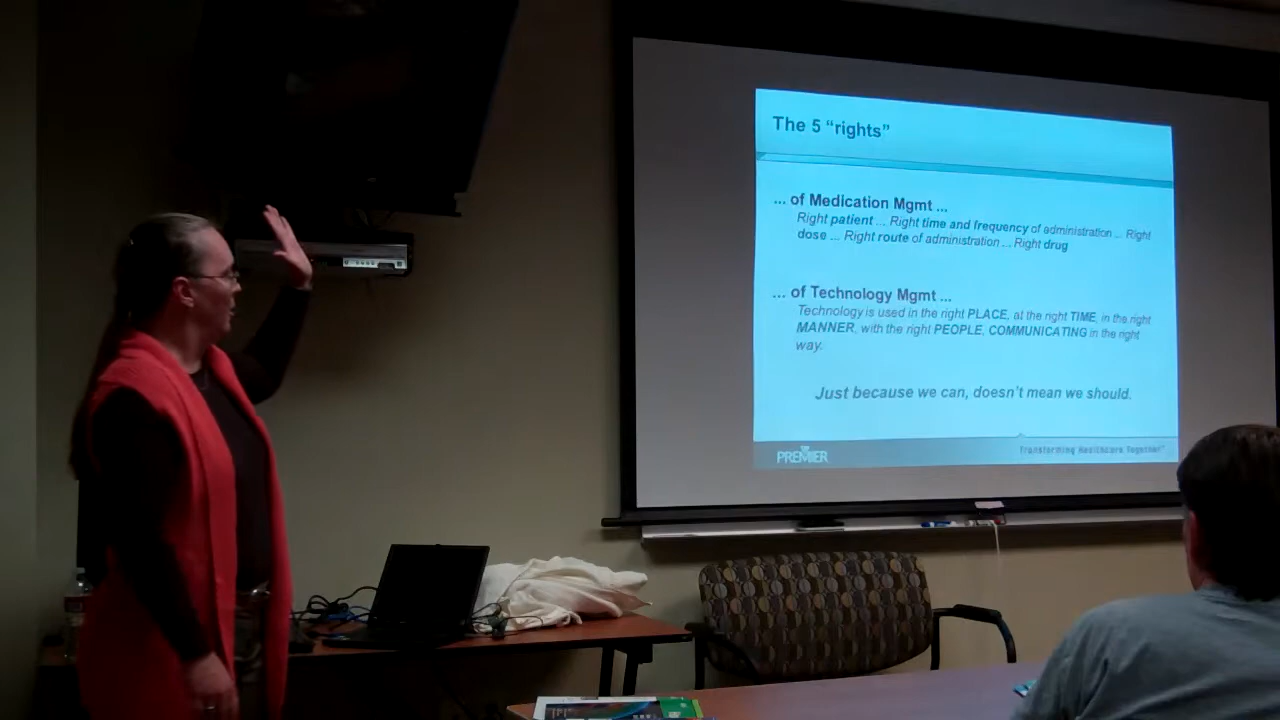 The 5 “rights”
... of Medication Mgmt ...
Right patient ... Right time and frequency of administration ... Right
dose ... Right route of administration ... Right drug
... of Technology Mgmt ...
Technology is used in the right PLACE, at the right TIME, in the right
MANNER, with the right PEOPLE, COMMUNICATING in the right
way.
Just because we can, doesn’t mean we should.
PREMIER
Transforming Healthcare Together™